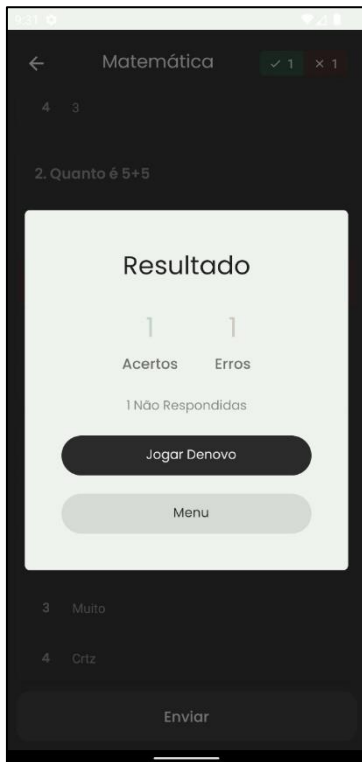 9:31
Matemática
✓ 1 × 1
4 3
2. Quanto é 5+5
Resultado
1 1
Acertos Erros
1 Não Respondidas
Jogar Denovo
Menu
3 Muito
4 Crtz
Enviar